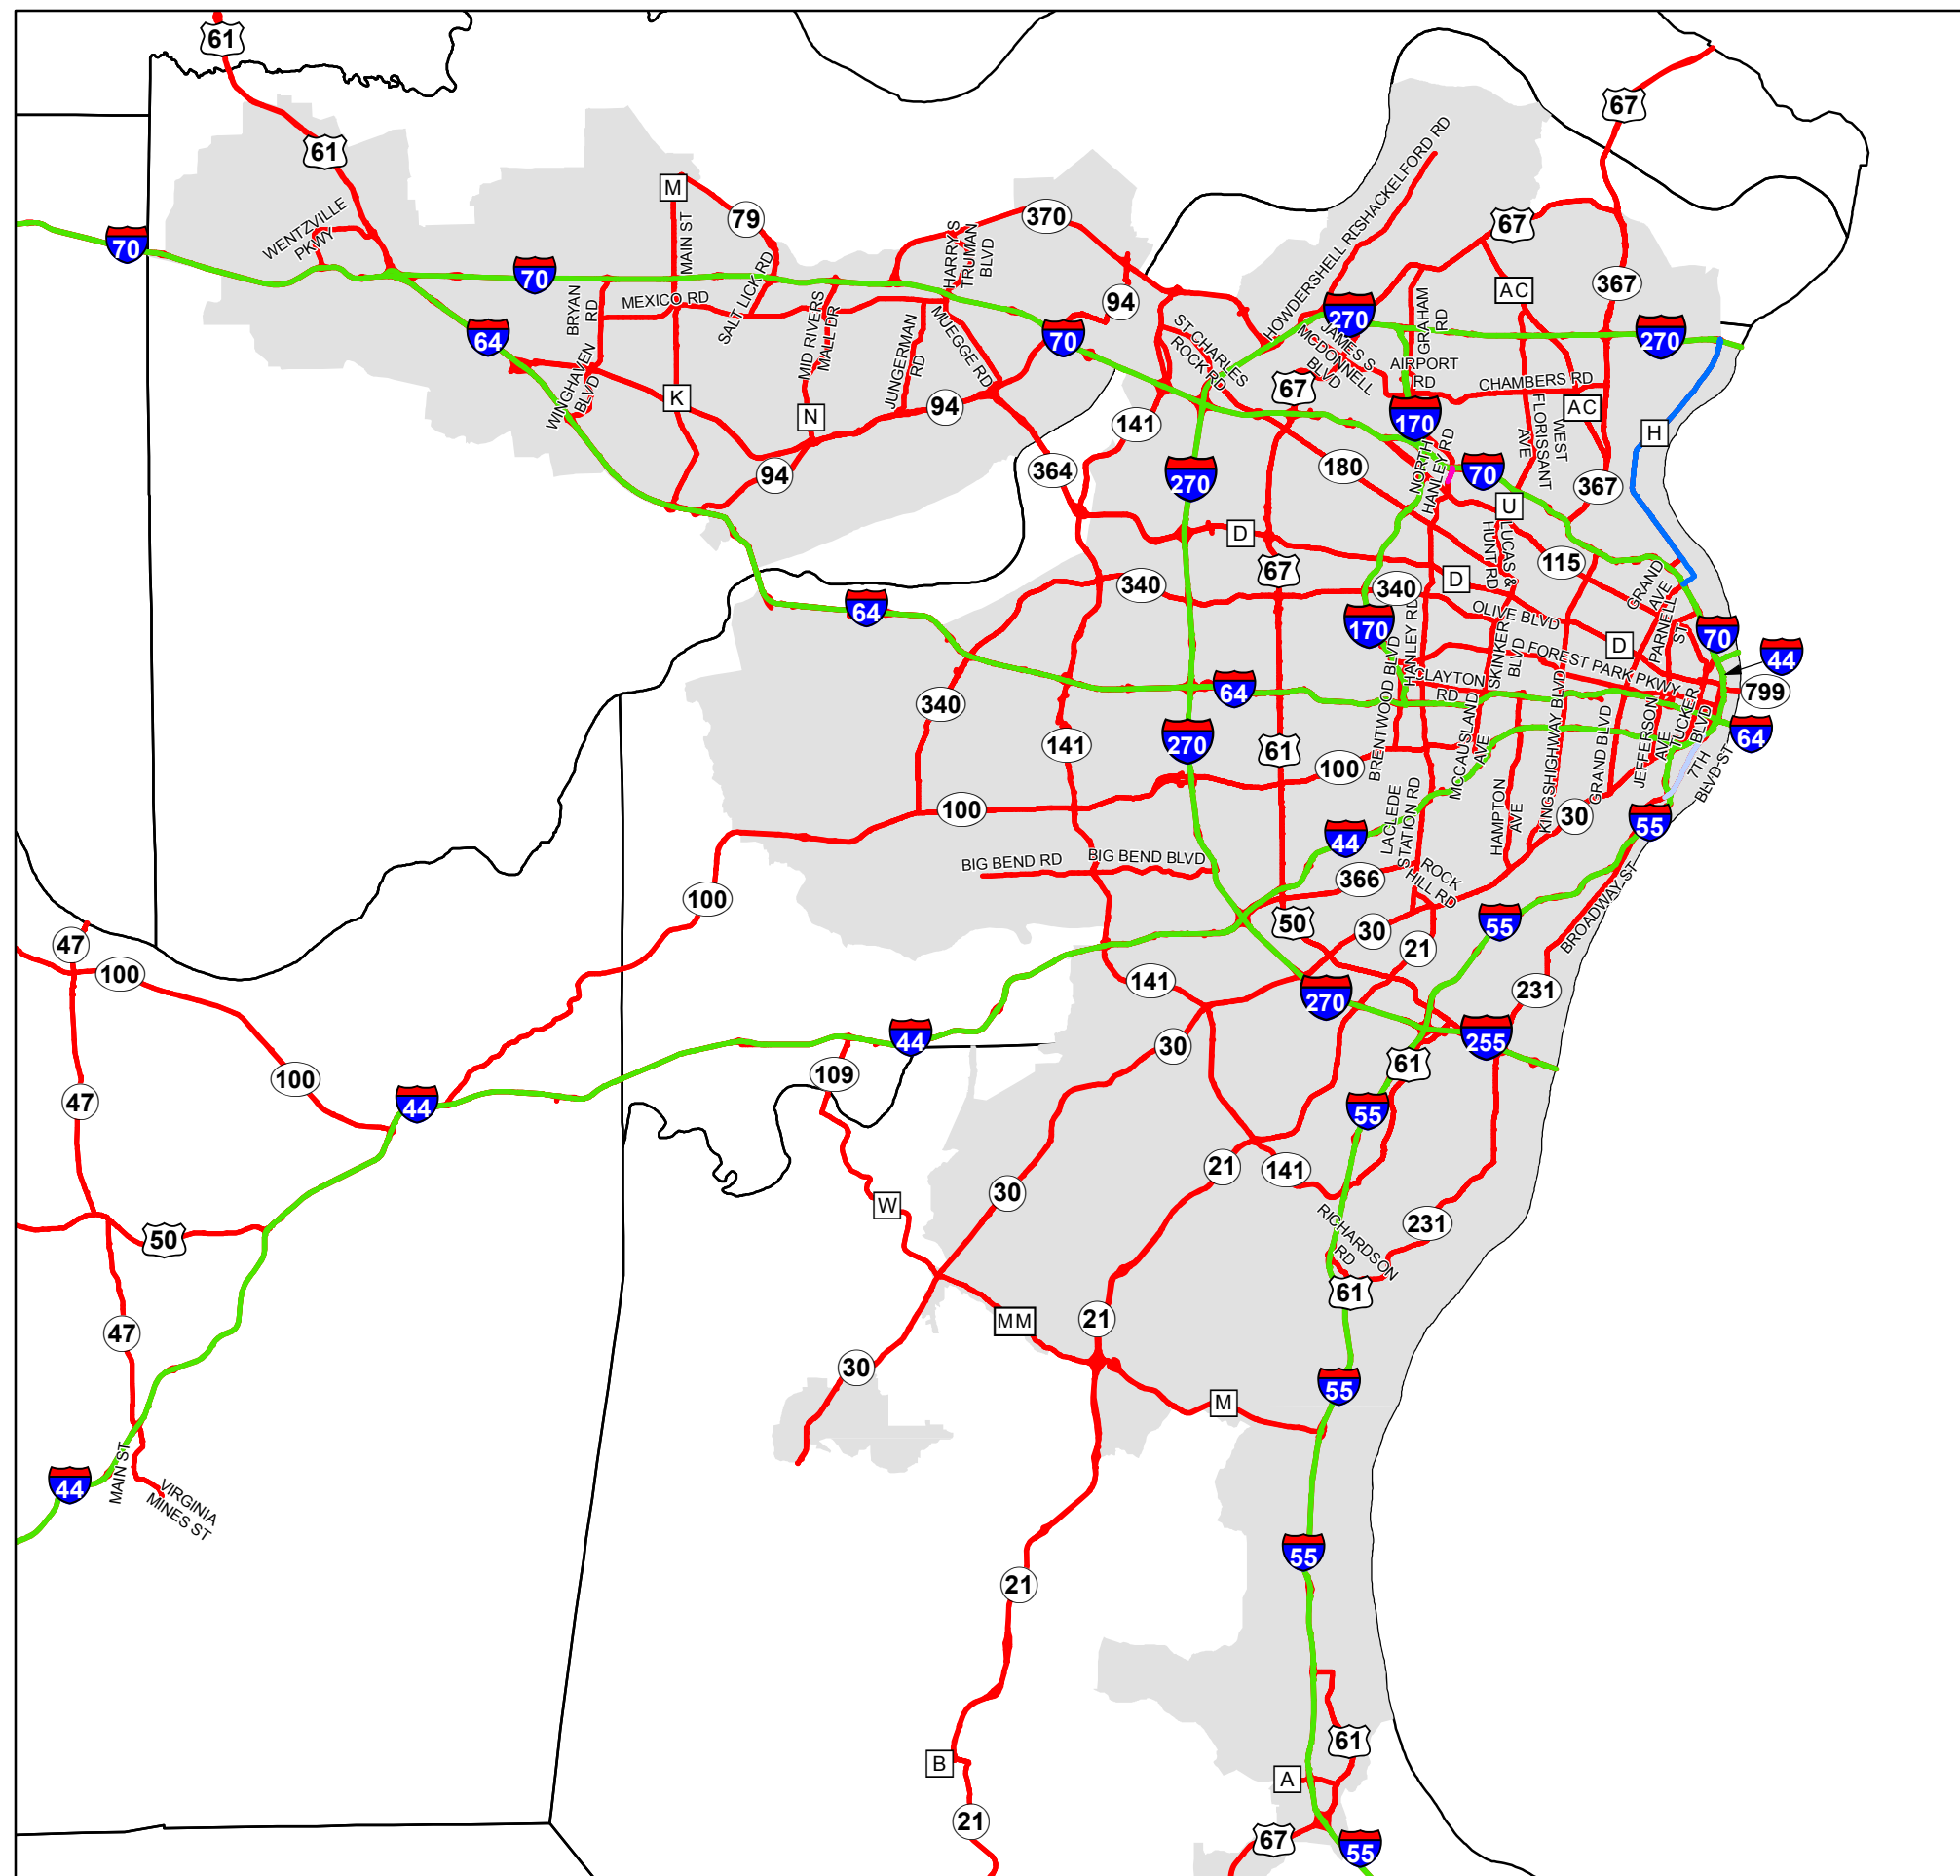 61
67
61
M
79
370
67
HOWDERSHELL RD
SHACKELFORD RD
WENTZVILLE
PKWY
MAIN ST
HARRY S
TRUMAN
BLVD
70
70
AC
367
94
BRYAN
RD
MEXICO RD
SALT LICK RD
MID RIVERS
MALL DR
JUNGERMAN
RD
MUEGGE RD
64
70
ST CHARLES
ROCK RD
270
JAMES S
MCDONNELL
BLVD
GRAHAM
RD
270
AIRPORT
RD
CHAMBERS RD
67
WINGHAVEN
BLVD
K
N
94
141
170
AC
H
FLORISSANT
AVE
WEST
FLORISSANT
94
364
270
180
NORTH
HANLEY RD
70
367
U
D
LUCAS &
HUNT RD
115
67
340
340
D
GRAND
AVE
PARNELL
ST
64
170
OLIVE BLVD
D
70
44
799
64
BRENTWOOD BLVD
HANLEY RD
SKINKER
BLVD
FOREST PARK PKWY
CLAYTON
RD
64
340
141
270
61
100
MCCAUSLAND
AVE
KINGSHIGHWAY BLVD
GRAND BLVD
JEFFERSON
AVE
TUCKER
BLVD
7TH
BLVD-ST
HAMPTON
AVE
30
55
100
LACLEDE
STATION RD
44
BIG BEND RD
BIG BEND BLVD
366
ROCK
HILL RD
BROADWAY ST
100
50
30
21
55
47
100
141
270
231
255
44
30
61
109
100
47
44
55
21
141
W
30
231
50
RICHARDSON
RD
61
MM
21
47
30
55
M
MAIN ST
44
VIRGINIA
MINES ST
55
21
61
B
A
21
67
55